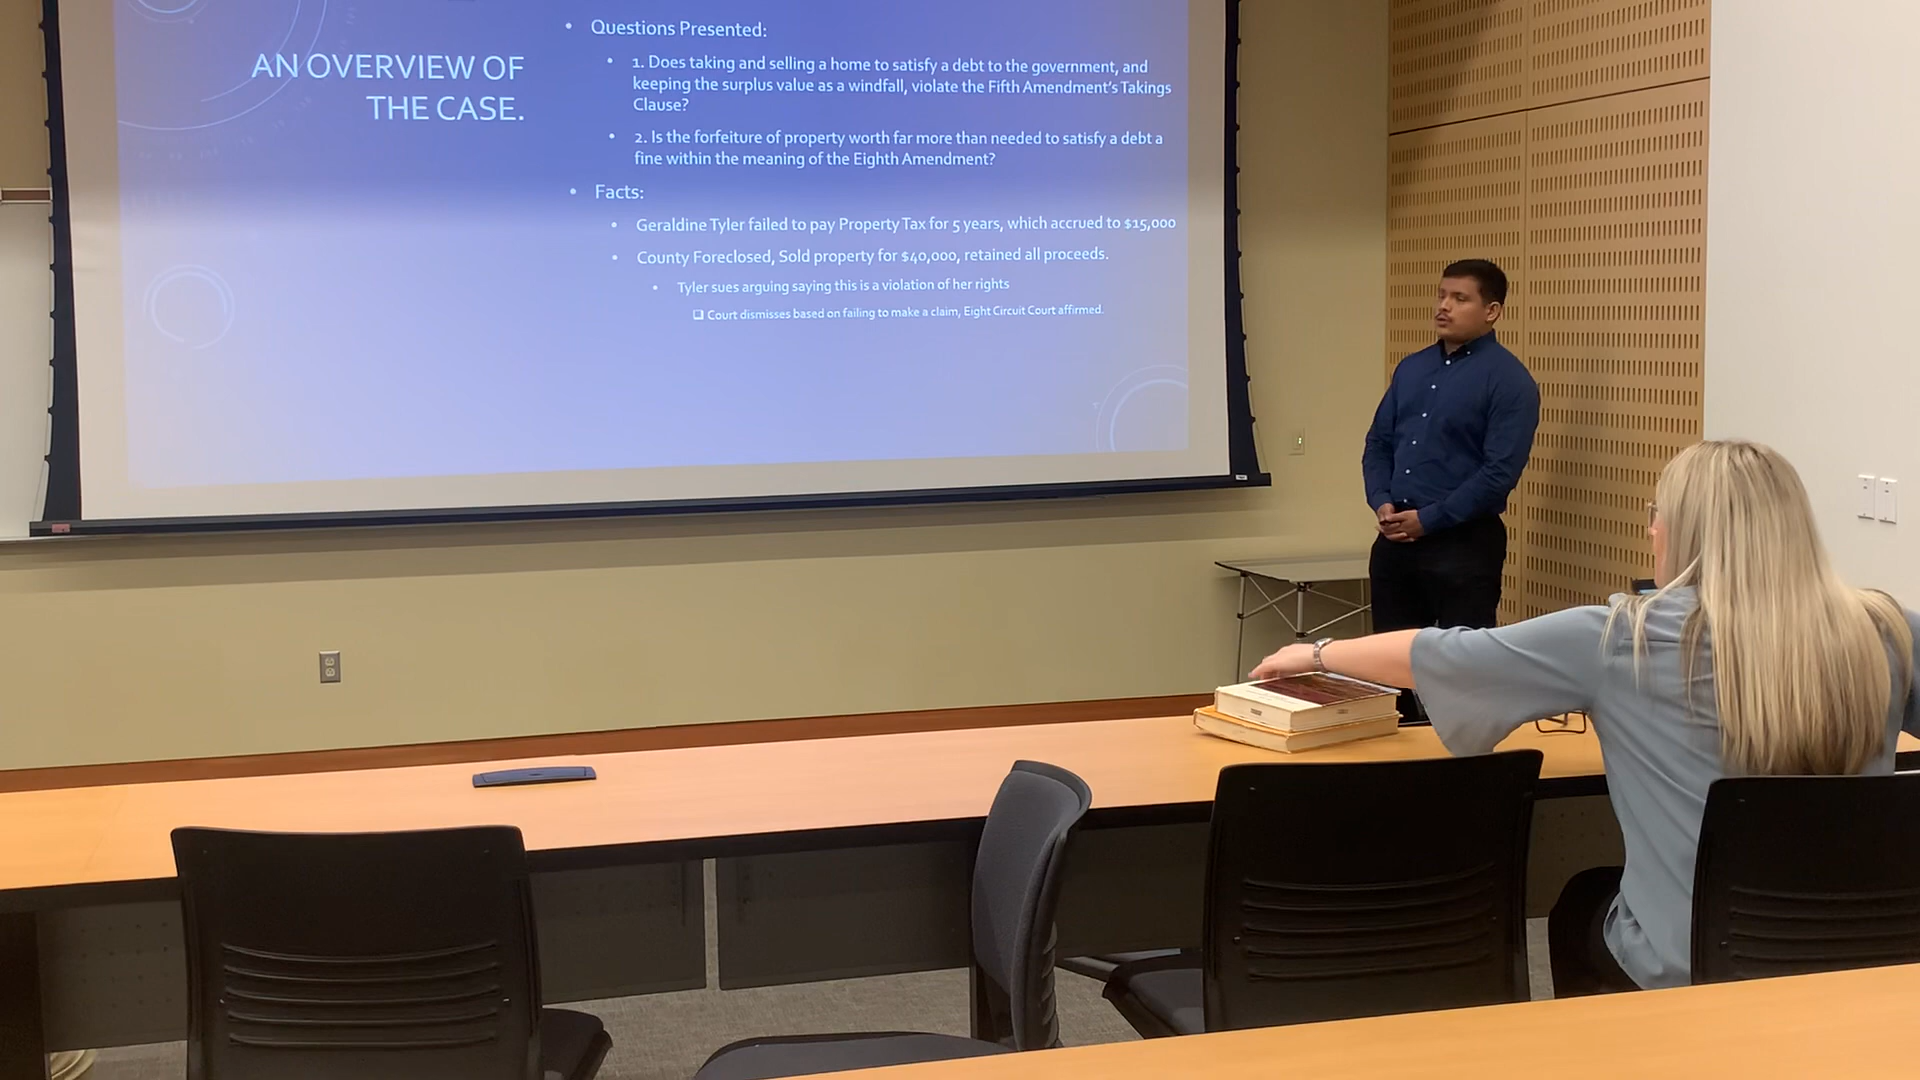 AN OVERVIEW OF
THE CASE.
• Questions Presented:
• 1. Does taking and selling a home to satisfy a debt to the government, and
keeping the surplus value as a windfall, violate the Fifth Amendment's Takings
Clause?
• 2. Is the forfeiture of property worth far more than needed to satisfy a debt a
fine within the meaning of the Eighth Amendment?
• Facts:
• Geraldine Tyler failed to pay Property Tax for 5 years, which accrued to $15,000
• County Foreclosed, Sold property for $40,000, retained all proceeds.
• Tyler sues arguing saying this is a violation of her rights
❑ Court dismisses based on failing to make a claim, Eight Circuit Court affirmed.